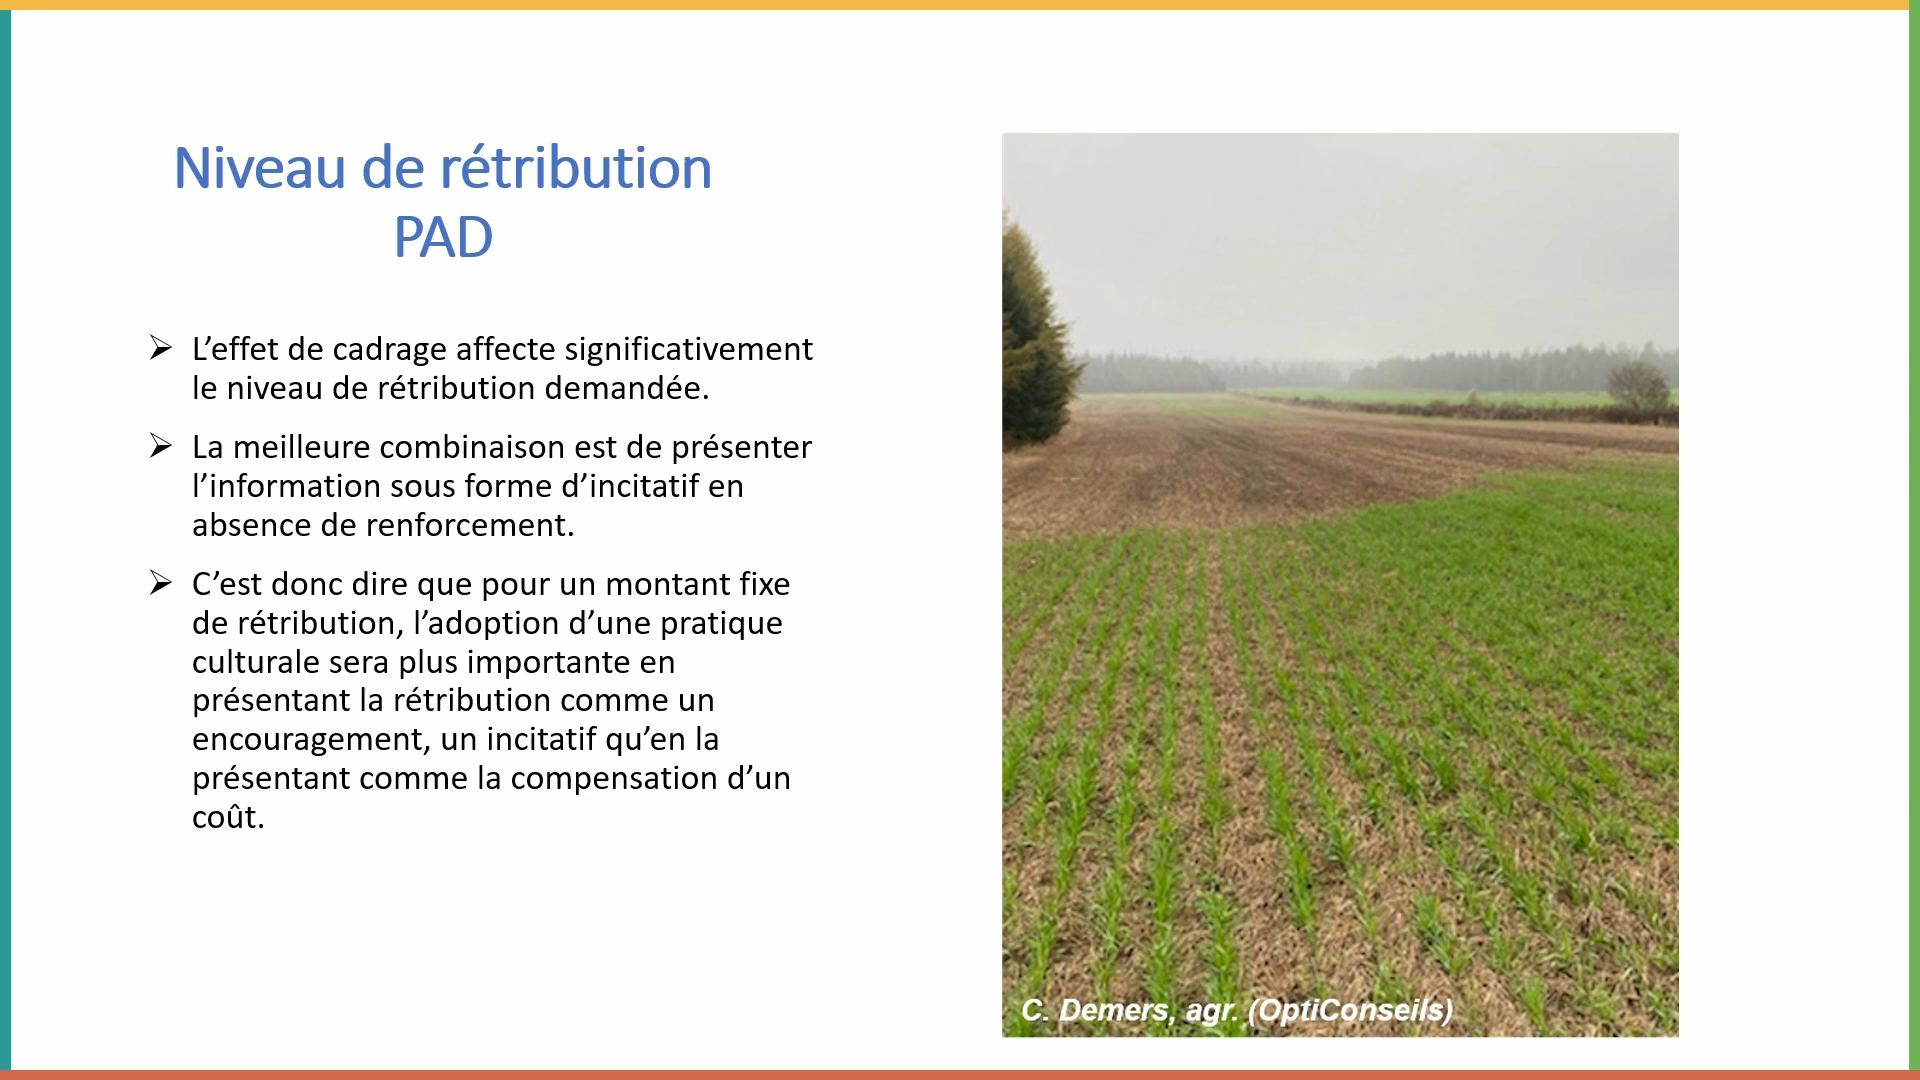 Niveau de rétribution
PAD
L’effet de cadrage affecte significativement
le niveau de rétribution demandée.
La meilleure combinaison est de présenter
l’information sous forme d’incitatif en
absence de renforcement.
C’est donc dire que pour un montant fixe
de rétribution, l’adoption d’une pratique
culturale sera plus importante en
présentant la rétribution comme un
encouragement, un incitatif qu’en la
présentant comme la compensation d’un
coût.
C. Demers, agr. (OptiConseils)